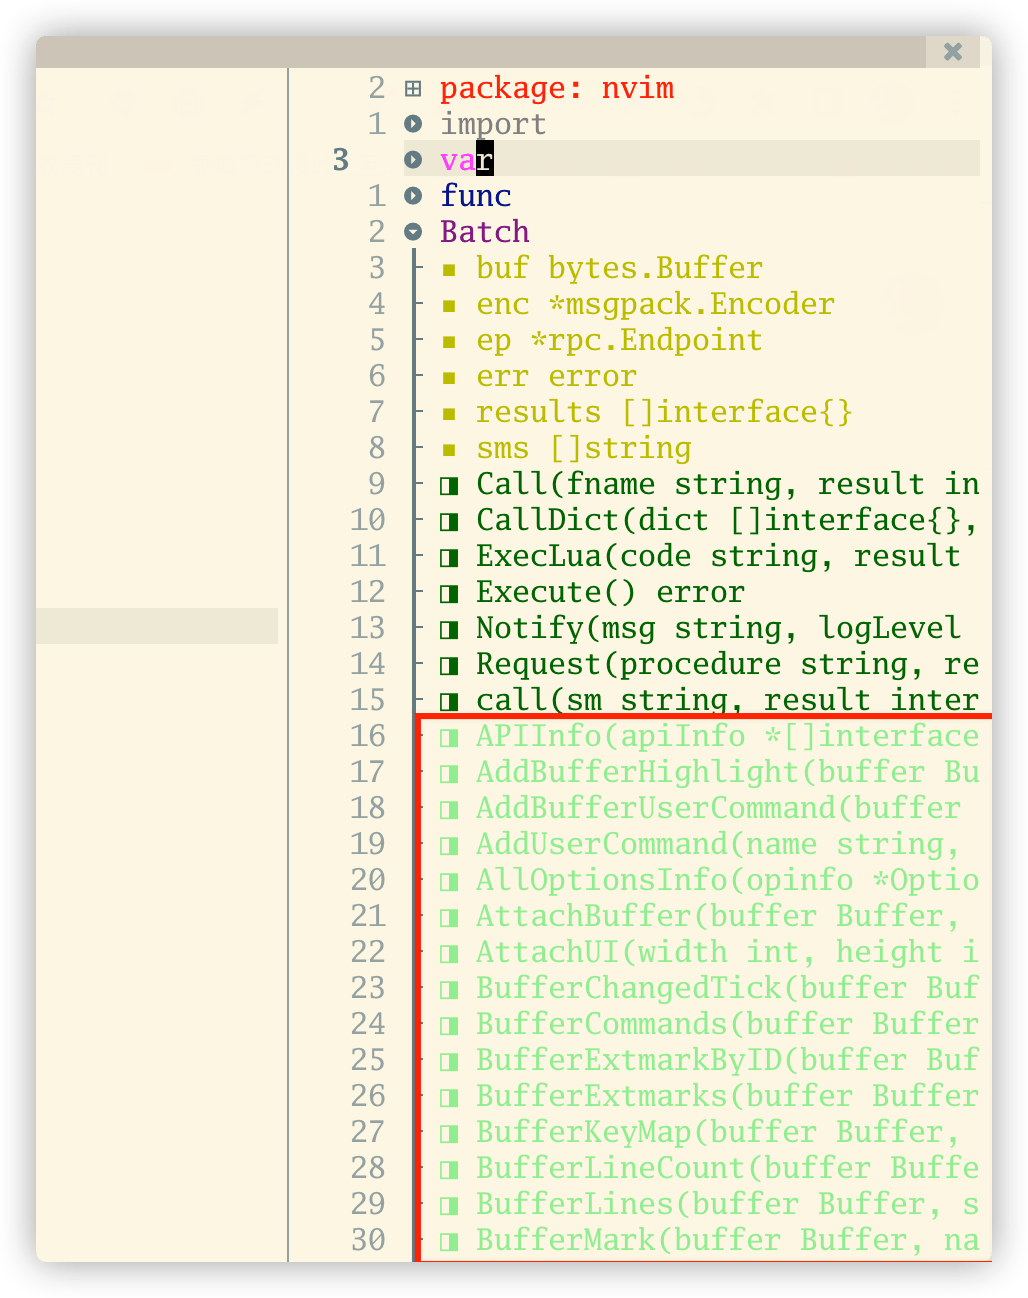 2 package: nvim
1 import
3 var
1 func
2 Batch
3 buf bytes.Buffer
4 enc *msgpack.Encoder
5 ep *rpc.Endpoint
6 err error
7 results []interface{}
8 sms []string
9 Call(fname string, result in
10 CallDict(dict []interface{},
11 ExecLua(code string, result
12 Execute() error
13 Notify(msg string, logLevel
14 Request(procedure string, re
15 call(sm string, result inter
16 APIInfo(apiInfo *[]interface
17 AddBufferHighlight(buffer Bu
18 AddBufferUserCommand(buffer
19 AddUserCommand(name string,
20 AllOptionsInfo(opinfo *Optio
21 AttachBuffer(buffer Buffer,
22 AttachUI(width int, height i
23 BufferChangedTick(buffer Buf
24 BufferCommands(buffer Buffer
25 BufferExtmarkByID(buffer Buf
26 BufferExtmarks(buffer Buffer
27 BufferKeyMap(buffer Buffer,
28 BufferLineCount(buffer Buffe
29 BufferLines(buffer Buffer, s
30 BufferMark(buffer Buffer, na